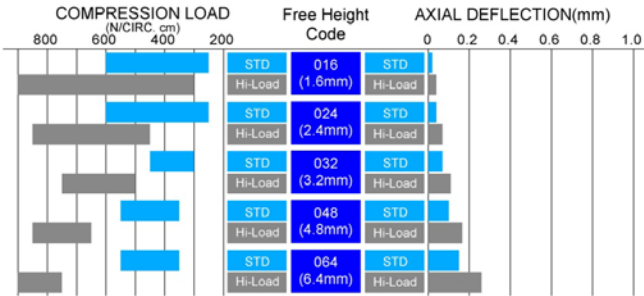 COMPRESSION LOAD
(N/CIRC. cm)
800 600 400 200
Free Height
Code
AXIAL DEFLECTION(mm)
0 0.2 0.4 0.6 0.8 1.0
STD 016 STD
Hi-Load (1.6mm) Hi-Load
STD 024 STD
Hi-Load (2.4mm) Hi-Load
STD 032 STD
Hi-Load (3.2mm) Hi-Load
STD 048 STD
Hi-Load (4.8mm) Hi-Load
STD 064 STD
Hi-Load (6.4mm) Hi-Load